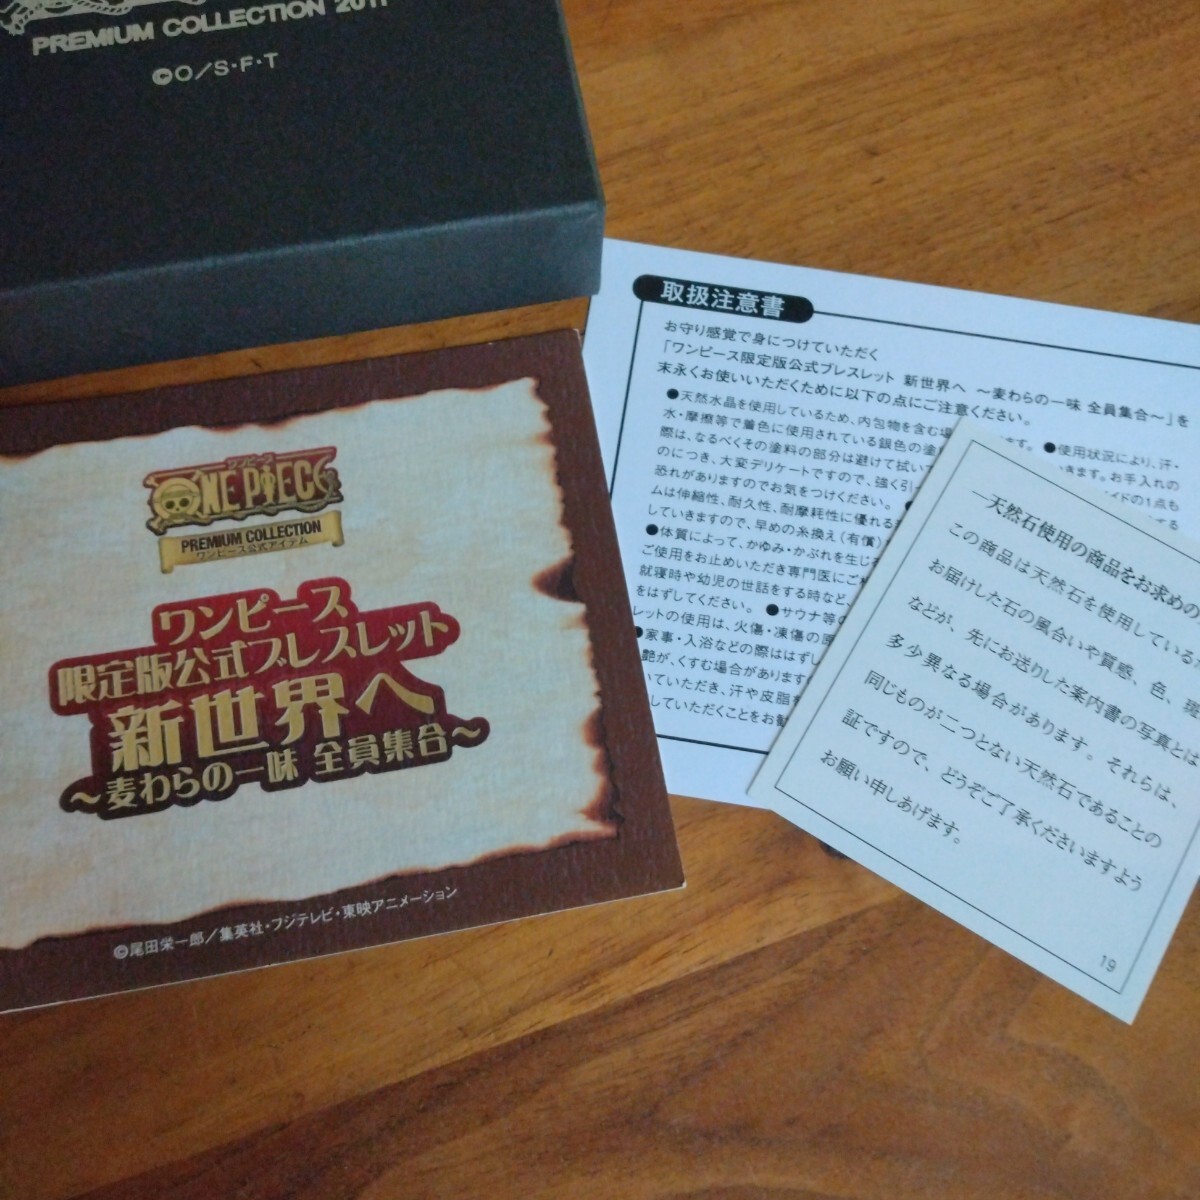 PREMIUM COLLECTION 2011
©O/S・F・T
ワンピース
ONE PIECE
PREMIUM COLLECTION
ワンピース公式アイテム
ワンピース
限定版公式ブレスレット
新世界へ
〜麦わらの一味 全員集合〜
©尾田栄一郎／集英社・フジテレビ・東映アニメーション
取扱注意書
お守り感覚で身につけていただく
「ワンピース限定版公式ブレスレット 新世界へ 〜麦わらの一味 全員集合〜」を
末永くお使いいただくために以下の点にご注意ください。
●天然水晶を使用しているため、内包物を含む場 ます。 ●使用状況により、汗・
水・摩擦等で着色に使用されている銀色の塗 きます。お手入れの
際は、なるべくその塗料の部分は避けて拭いて イドの1点も
のにつき、大変デリケートですので、強く引っ する
恐れがありますのでお気をつけください。
ムは伸縮性、耐久性、耐摩耗性に優れる
していきますので、早めの糸換え（有償）
●体質によって、かゆみ・かぶれを生じ
ご使用をお止めいただき専門医にご
就寝時や幼児の世話をする時など、
をはずしてください。 ●サウナ等の
レットの使用は、火傷・凍傷の原
●家事・入浴などの際ははずし
艶が、くすむ場合があります
いていただき、汗や皮脂を
していただくことをお勧
―天然石使用の商品をお求めの
この商品は天然石を使用している
お届けした石の風合いや質感、色、斑
などが、先にお送りした案内書の写真とは
多少異なる場合があります。それらは、
同じものが二つとない天然石であることの
証ですので、どうぞご了承くださいますよう
お願い申しあげます。
19